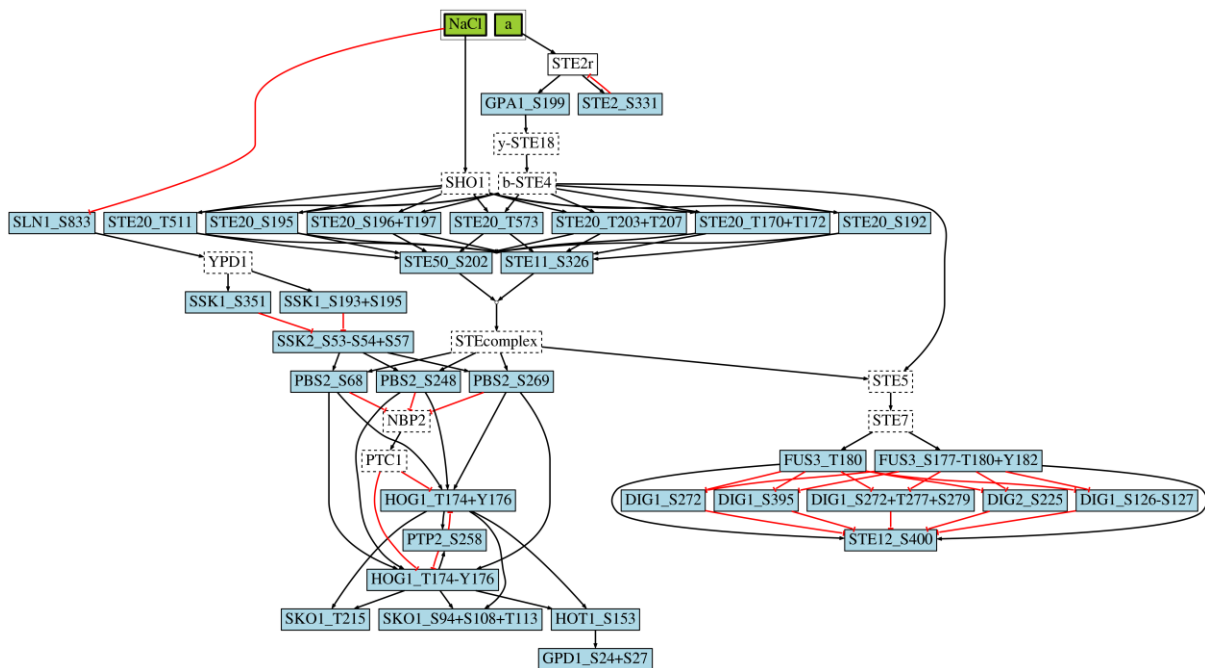 NaCl a
STE2r
GPA1_S199 STE2_S331
y-STE18
SHO1 b-STE4
SLN1_S833 STE20_T511 STE20_S195 STE20_S196+T197 STE20_T573 STE20_T203+T207 STE20_T170+T172 STE20_S192
YPD1 STE50_S202 STE11_S326
SSK1_S351 SSK1_S193+S195
SSK2_S53-S54+S57 STEcomplex
PBS2_S68 PBS2_S248 PBS2_S269 STE5
NBP2 STE7
PTC1 FUS3_T180 FUS3_S177-T180+Y182
HOG1_T174+Y176 DIG1_S272 DIG1_S395 DIG1_S272+T277+S279 DIG2_S225 DIG1_S126-S127
PTP2_S258 STE12_S400
HOG1_T174-Y176
SKO1_T215 SKO1_S94+S108+T113 HOT1_S153
GPD1_S24+S27